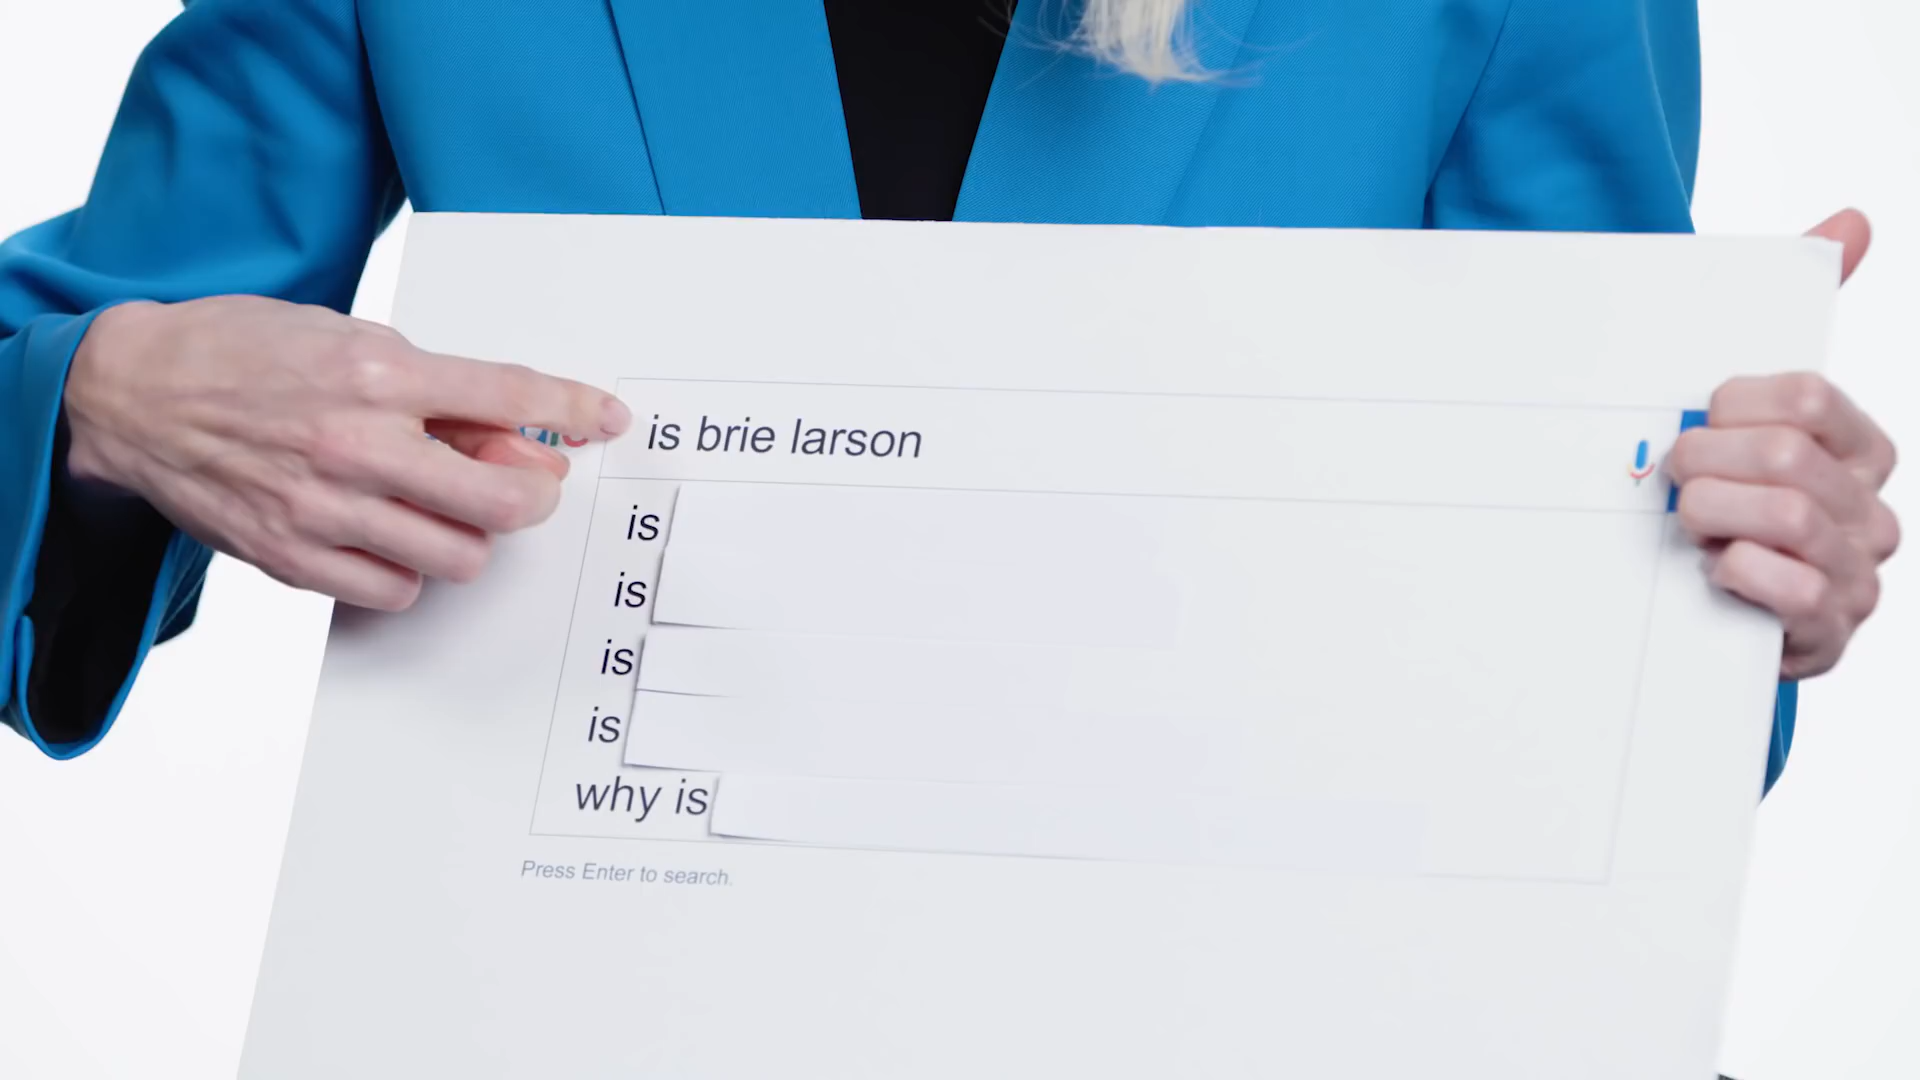 is brie larson
is
is
is
is
why is
Press Enter to search.